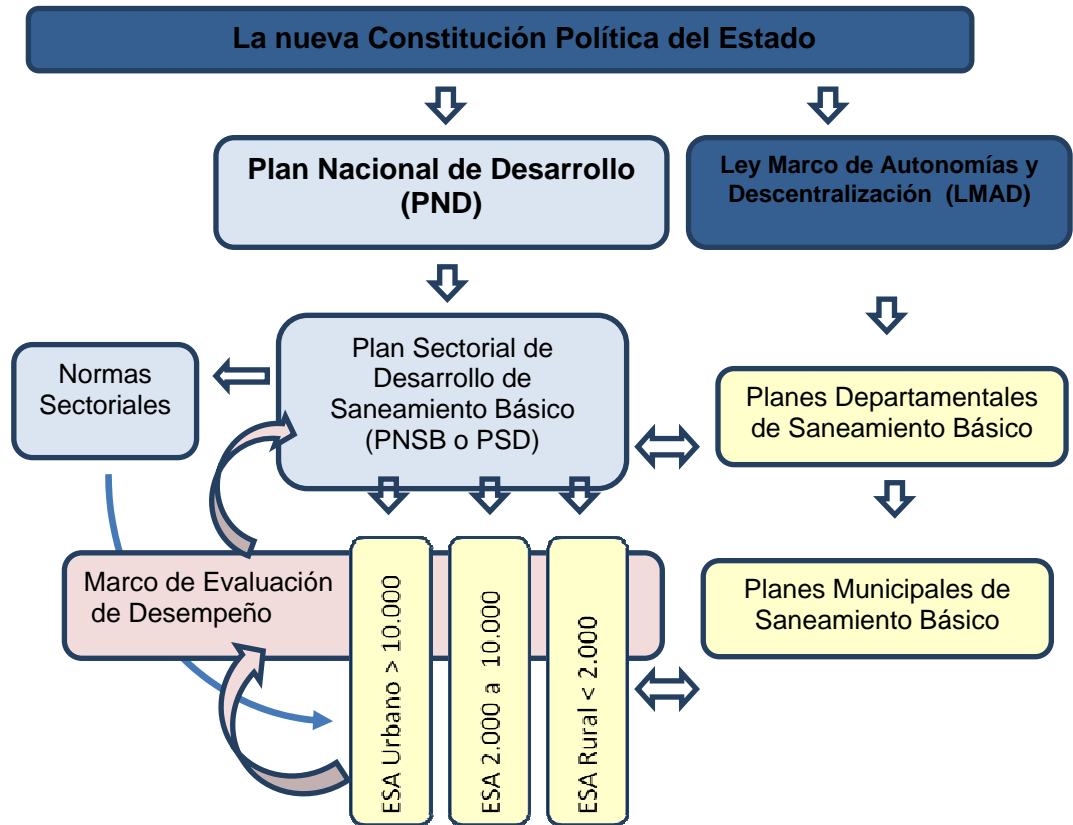 La nueva Constitución Política del Estado
Plan Nacional de Desarrollo
(PND)
Ley Marco de Autonomías y
Descentralización (LMAD)
Normas
Sectoriales
Plan Sectorial de
Desarrollo de
Saneamiento Básico
(PNSB o PSD)
Planes Departamentales
de Saneamiento Básico
Marco de Evaluación
de Desempeño
ESA Urbano > 10.000
ESA 2.000 a 10.000
ESA Rural < 2.000
Planes Municipales de
Saneamiento Básico